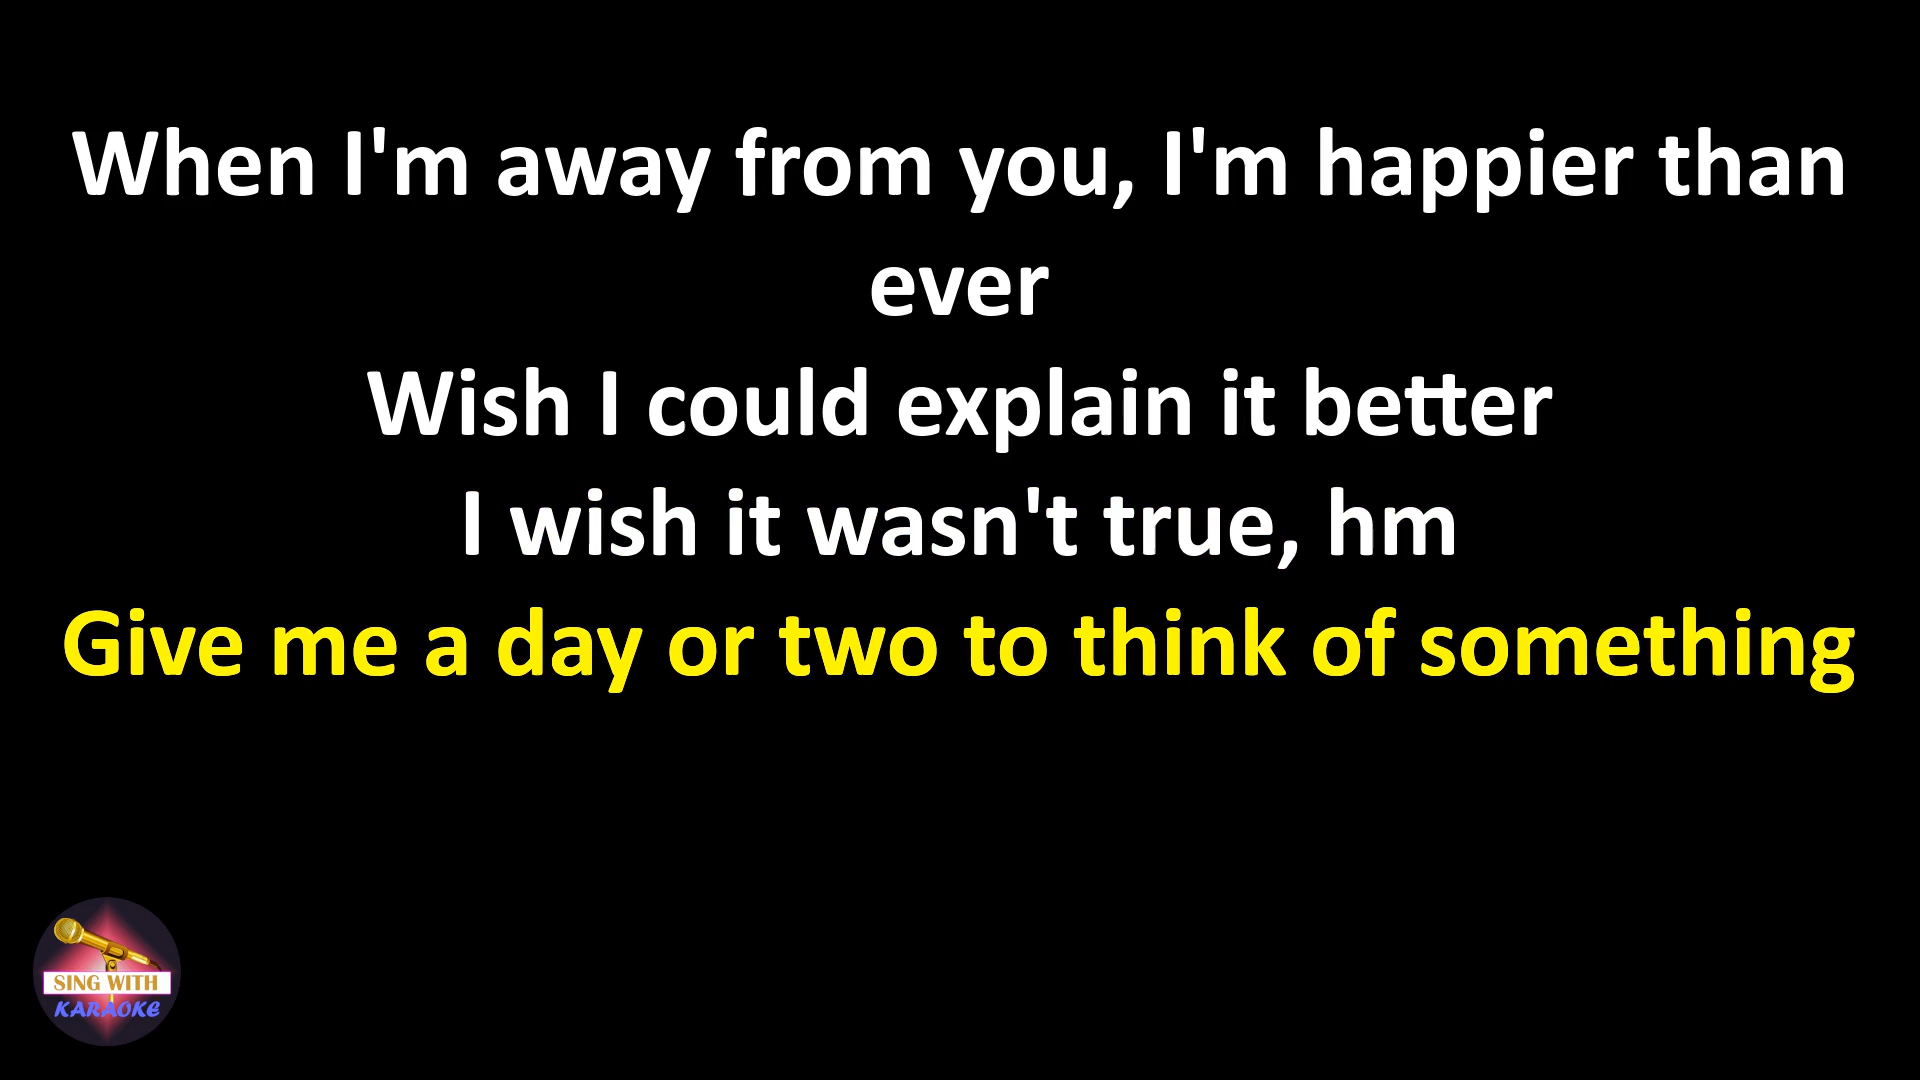 When I'm away from you, I'm happier than
ever
Wish I could explain it better
I wish it wasn't true, hm
Give me a day or two to think of something
SING WITH
KARAOKE